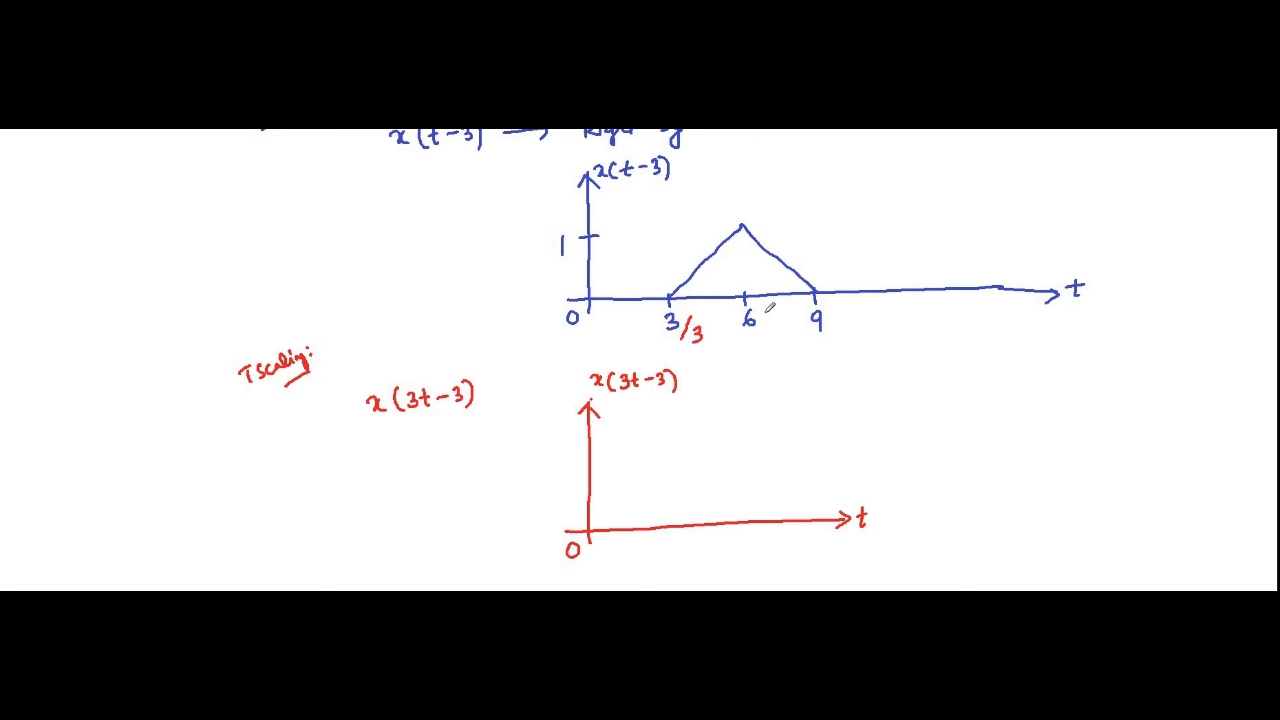 x(t-3) ⟶
x(t-3)
1
0 3/3 6 9 t
Tscaling:
x(3t-3)
x(3t-3)
t
0